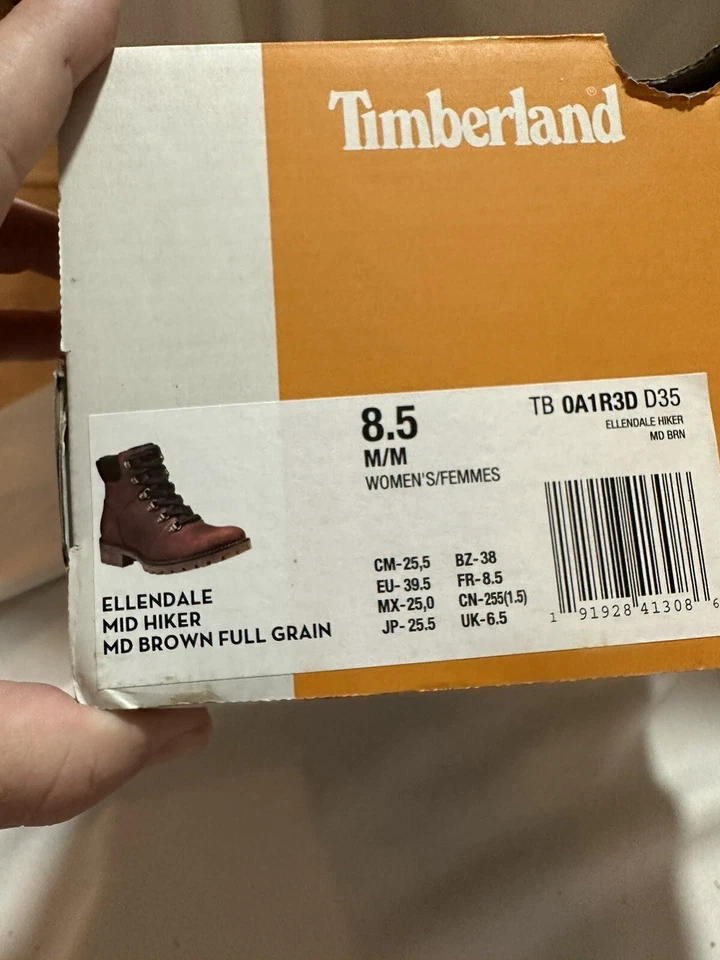 Timberland®
8.5
M/M
WOMEN'S/FEMMES
TB 0A1R3D D35
ELLENDALE HIKER
MD BRN
CM-25,5 BZ-38
EU-39.5 FR-8.5
MX-25,0 CN-255(1.5)
JP-25.5 UK-6.5
1 91928 41308 6
ELLENDALE
MID HIKER
MD BROWN FULL GRAIN